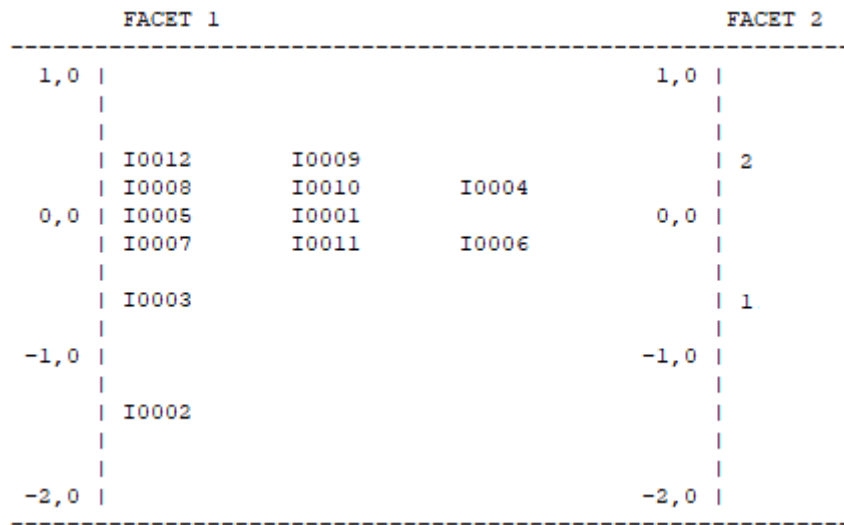 FACET 1                                    FACET 2
------------------------------------------------------------
  1,0 |                                       1,0 |
      |                                           |
      |                                           |
      | I0012       I0009                         | 2
      | I0008       I0010       I0004             |
  0,0 | I0005       I0001                     0,0 |
      | I0007       I0011       I0006             |
      |                                           |
      | I0003                                     | 1
      |                                           |
 -1,0 |                                      -1,0 |
      |                                           |
      | I0002                                     |
      |                                           |
      |                                           |
 -2,0 |                                      -2,0 |
------------------------------------------------------------